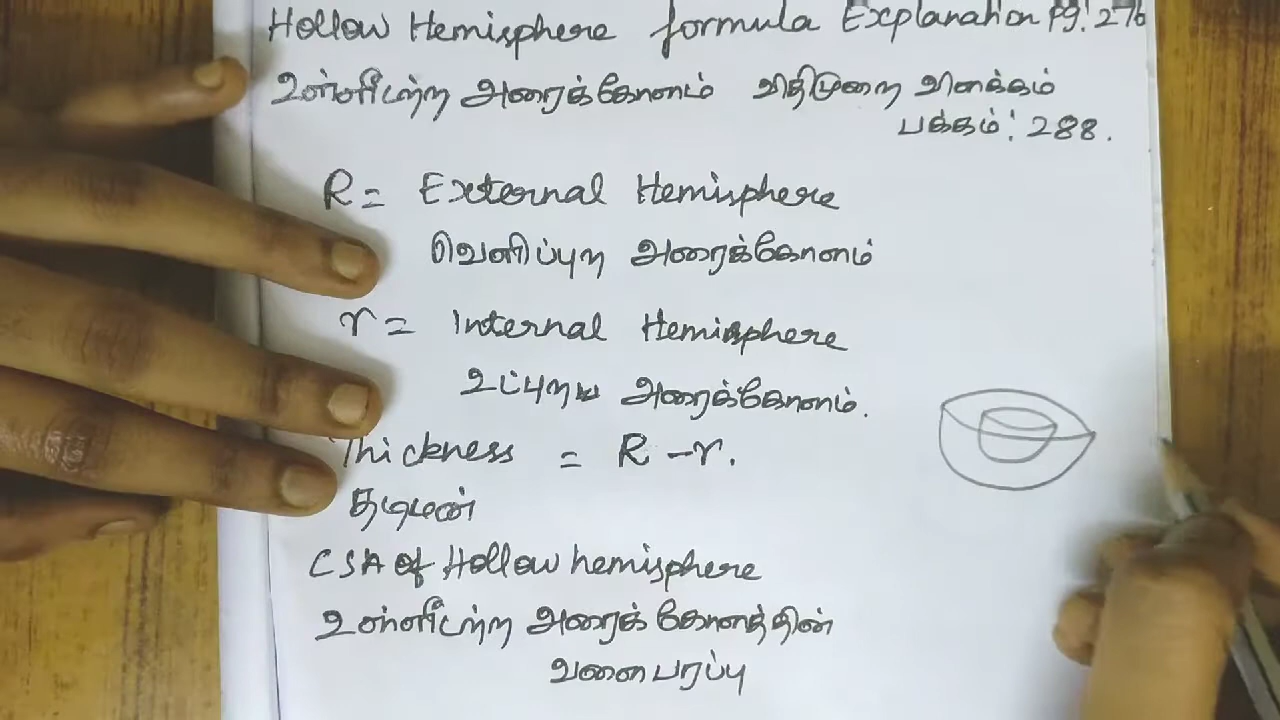 Hollow Hemisphere formula Explanation Pg: 276
உள்ளீடற்ற அரைக்கோளம் விதிமுறை விளக்கம்
பக்கம்: 288.
R = External Hemisphere
வெளிப்புற அரைக்கோளம்
r = Internal Hemisphere
உட்புற அரைக்கோளம்.
Thickness = R - r.
தடிமன்
CSA of Hollow hemisphere
உள்ளீடற்ற அரைக் கோளத்தின்
வளை பரப்பு